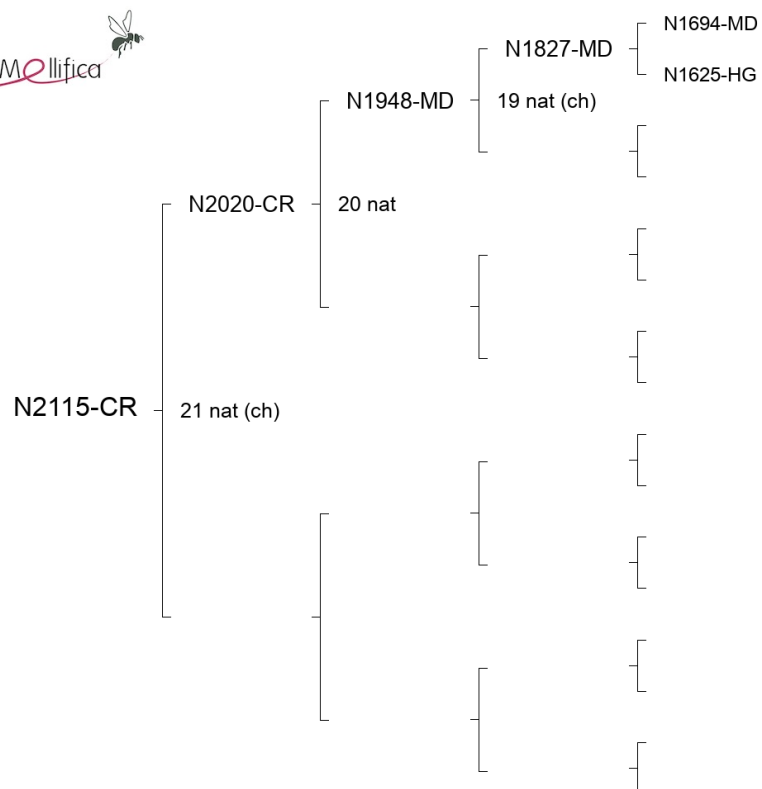 Mellifica
N1694-MD
N1827-MD
N1625-HG
N1948-MD
19 nat (ch)
N2020-CR
20 nat
N2115-CR
21 nat (ch)